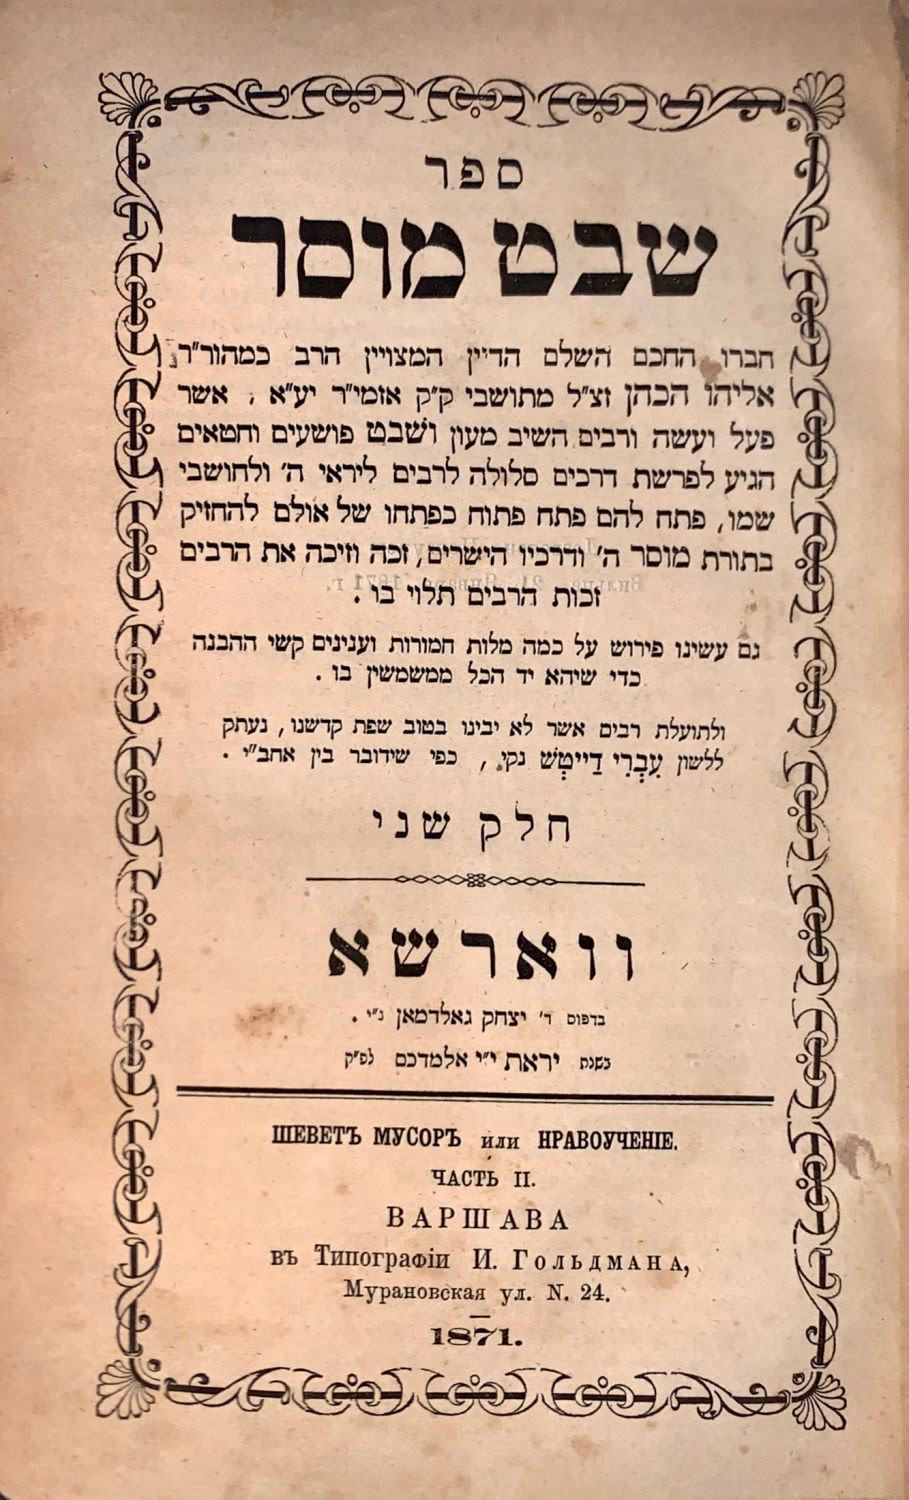 ספר
שבט מוסר
חברו החכם השלם הדיין המצויין הרב כמהור״ר
אליהו הכהן זצ״ל מתושבי ק״ק אזמי״ר יע״א, אשר
פעל ועשה ורבים השיב מעון ושבט פושעים וחטאים
הגיע לפרשת דרכים סלולה לרבים ליראי ה׳ ולחושבי
שמו, פתח להם פתח פתוח כפתחו של אולם להחזיק
בתורת מוסר ה׳ ודרכיו הישרים, זכה וזיכה את הרבים
זכות הרבים תלוי בו.
גם עשינו פירוש על כמה מלות חמורות וענינים קשי ההבנה
כדי שיהא יד הכל ממשמשין בו.
ולתועלת רבים אשר לא יבינו בטוב שפת קדשנו, נעתק
ללשון עִבְרִי דַייטְש נקי, כפי שידובר בין אחב״י.
חלק שני
ווארשא
בדפוס ר׳ יצחק גאלדמאן נ״י.
בשנת יראת י״י אלמדכם לפ״ק
ШЕВЕТЪ МУСОРЪ или НРАВОУЧЕНІЕ.
ЧАСТЬ II.
ВАРШАВА
въ Типографіи И. Гольдмана,
Мурановская ул. N. 24.
1871.